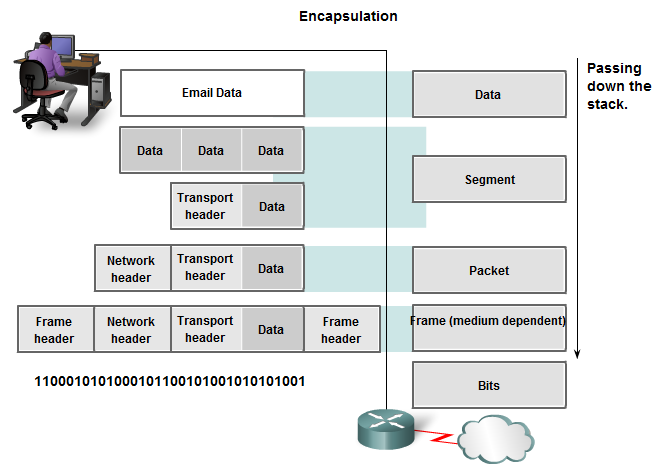 Encapsulation
Passing
down the
stack.
Email Data
Data
Data
Data
Data
Segment
Transport
header
Data
Network
header
Transport
header
Data
Packet
Frame
header
Network
header
Transport
header
Data
Frame
header
Frame (medium dependent)
1100010101000101100101001010101001
Bits